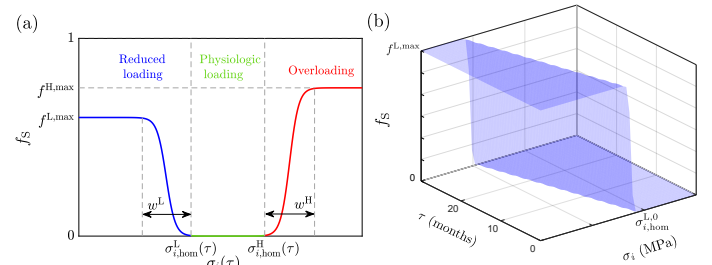 (a)
1
Reduced
loading
Physiologic
loading
Overloading
f^{H,max}
f^{L,max}
f_S
w^L
w^H
0
σ^L_{i,hom}(τ)
σ^H_{i,hom}(τ)
σ_i(τ)
(b)
f^{L,max}
f_S
0
20
10
0
τ (months)
σ^{L,0}_{i,hom}
σ_i (MPa)